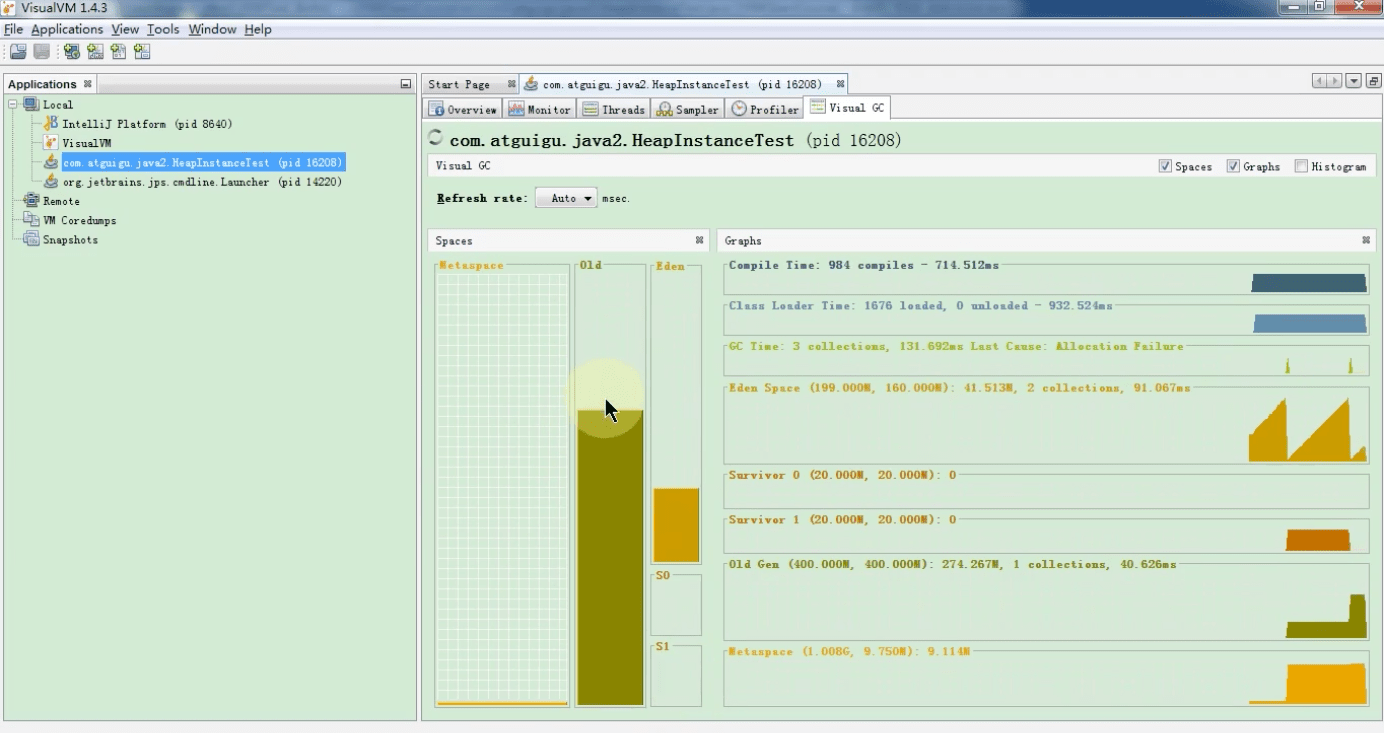 VisualVM 1.4.3
File Applications View Tools Window Help
Applications
Local
IntelliJ Platform (pid 8640)
VisualVM
com.atguigu.java2.HeapInstanceTest (pid 16208)
org.jetbrains.jps.cmdline.Launcher (pid 14220)
Remote
VM Coredumps
Snapshots
Start Page com.atguigu.java2.HeapInstanceTest (pid 16208)
Overview Monitor Threads Sampler Profiler Visual GC
com.atguigu.java2.HeapInstanceTest (pid 16208)
Visual GC Spaces Graphs Histogram
Refresh rate: Auto msec.
Spaces
Metaspace Old Eden
S0
S1
Graphs
Compile Time: 984 compiles - 714.512ms
Class Loader Time: 1676 loaded, 0 unloaded - 932.524ms
GC Time: 3 collections, 131.692ms Last Cause: Allocation Failure
Eden Space (199.000M, 160.000M): 41.513M, 2 collections, 91.067ms
Survivor 0 (20.000M, 20.000M): 0
Survivor 1 (20.000M, 20.000M): 0
Old Gen (400.000M, 400.000M): 274.267M, 1 collections, 40.626ms
Metaspace (1.008G, 9.750M): 9.114M